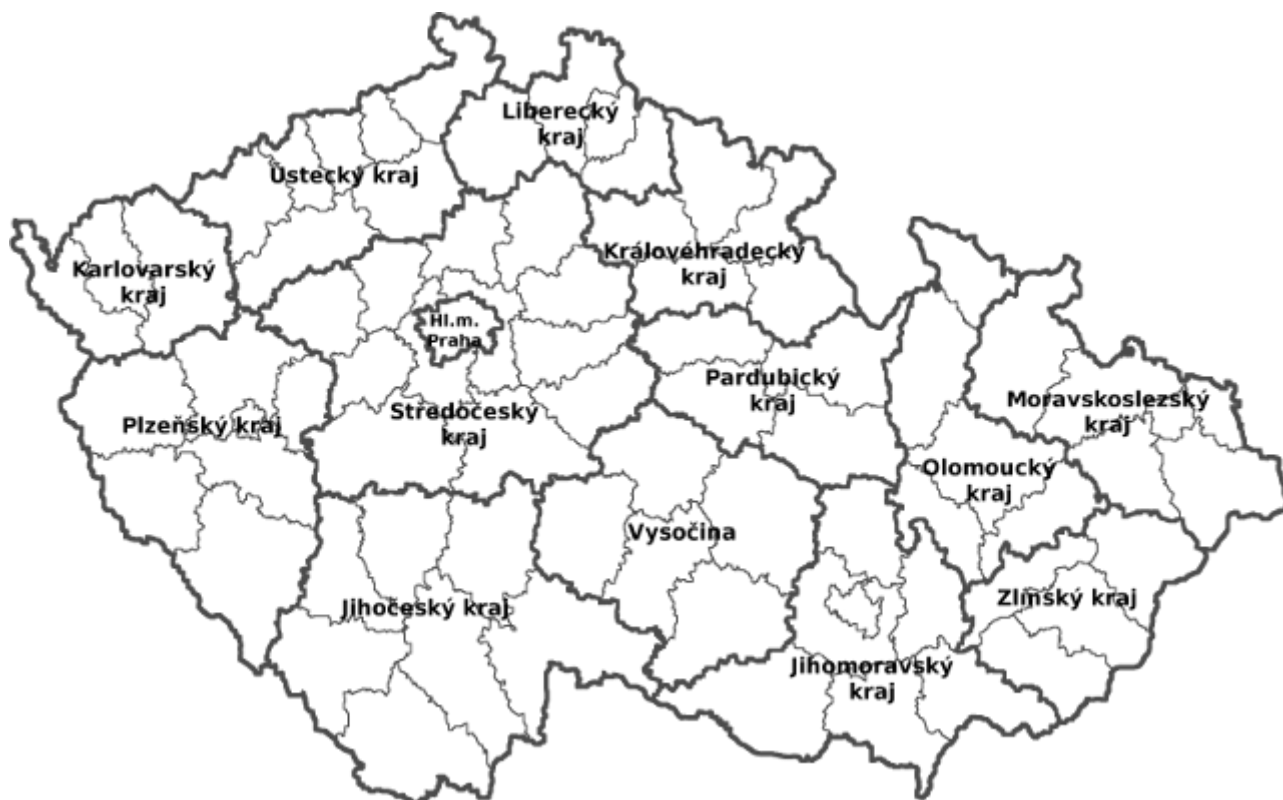 Liberecký
kraj
Ústecký kraj
Královéhradecký
kraj
Karlovarský
kraj
Hl.m.
Praha
Pardubický
kraj
Moravskoslezský
kraj
Středočeský
kraj
Plzeňský kraj
Olomoucký
kraj
Vysočina
Zlínský kraj
Jihočeský kraj
Jihomoravský
kraj